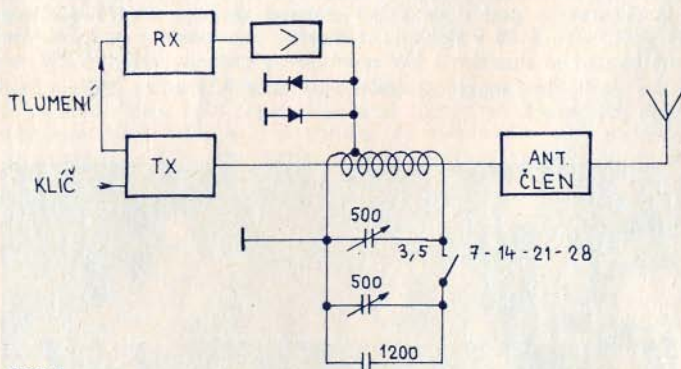 RX
>
TLUMENÍ
TX
KLÍČ
ANT.
ČLEN
500
3,5
7-14-21-28
500
1200